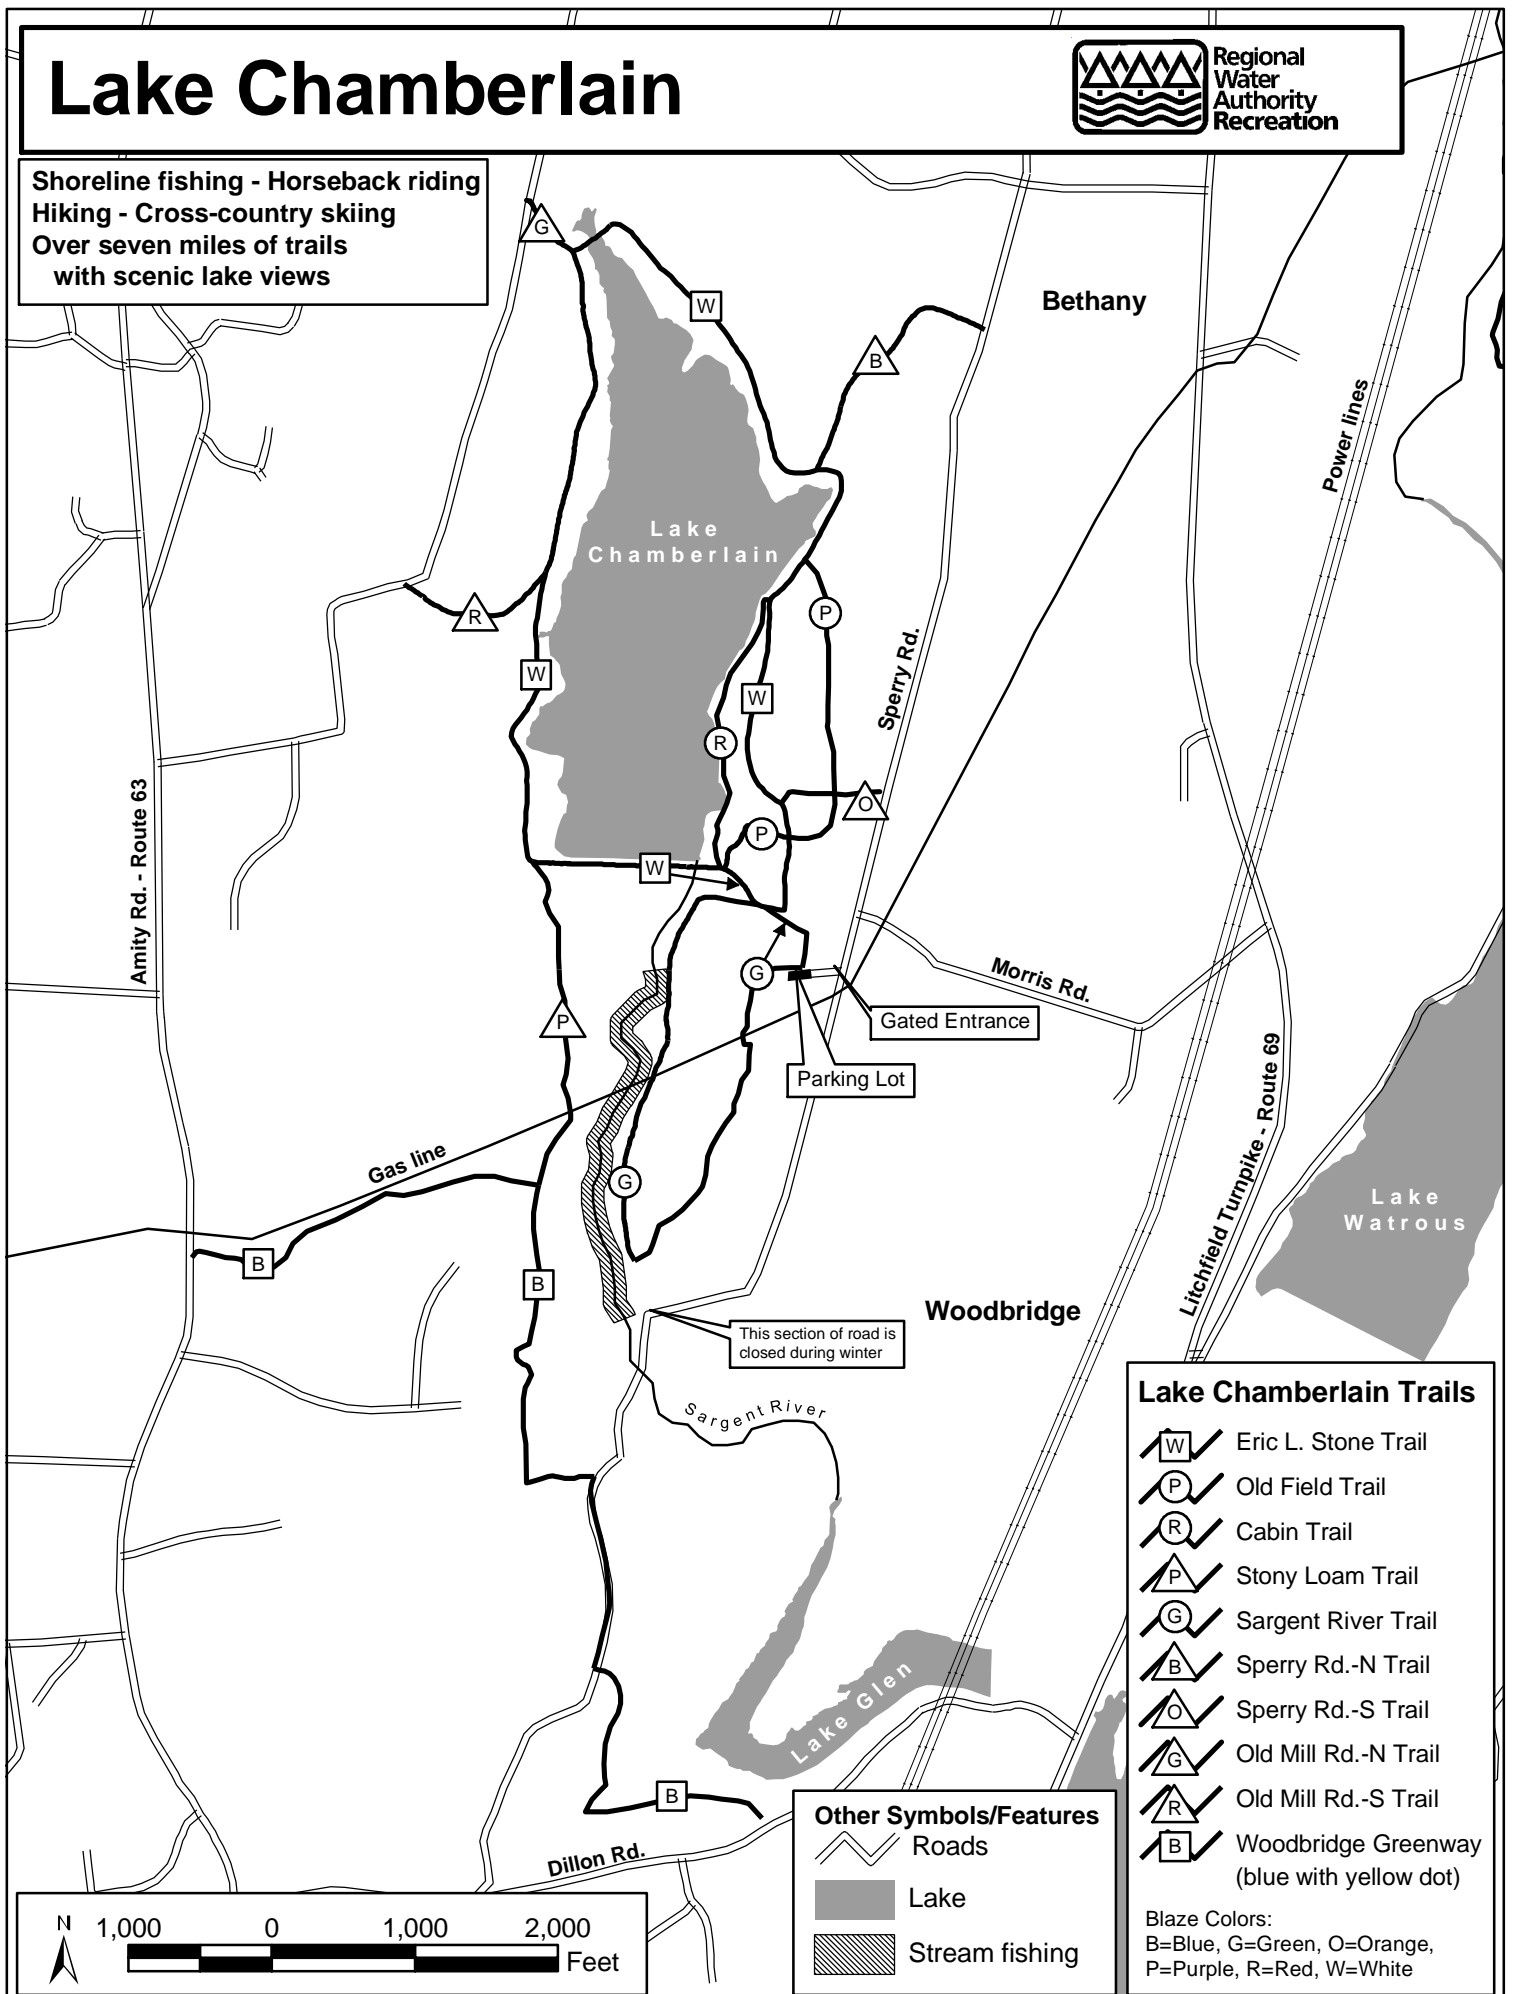 Lake Chamberlain
Regional
Water
Authority
Recreation
Shoreline fishing - Horseback riding
Hiking - Cross-country skiing
Over seven miles of trails
with scenic lake views
G
W
Bethany
B
Power lines
Lake
Chamberlain
R
P
W
W
Sperry Rd.
R
Amity Rd. - Route 63
O
P
W
G
Morris Rd.
P
Gated Entrance
Parking Lot
Litchfield Turnpike - Route 69
Gas line
G
Lake
Watrous
B
B
Woodbridge
This section of road is
closed during winter
Sargent River
Lake Glen
B
Dillon Rd.
Lake Chamberlain Trails
W Eric L. Stone Trail
P Old Field Trail
R Cabin Trail
P Stony Loam Trail
G Sargent River Trail
B Sperry Rd.-N Trail
O Sperry Rd.-S Trail
G Old Mill Rd.-N Trail
R Old Mill Rd.-S Trail
B Woodbridge Greenway
(blue with yellow dot)
Blaze Colors:
B=Blue, G=Green, O=Orange,
P=Purple, R=Red, W=White
Other Symbols/Features
Roads
Lake
Stream fishing
N
1,000 0 1,000 2,000
Feet